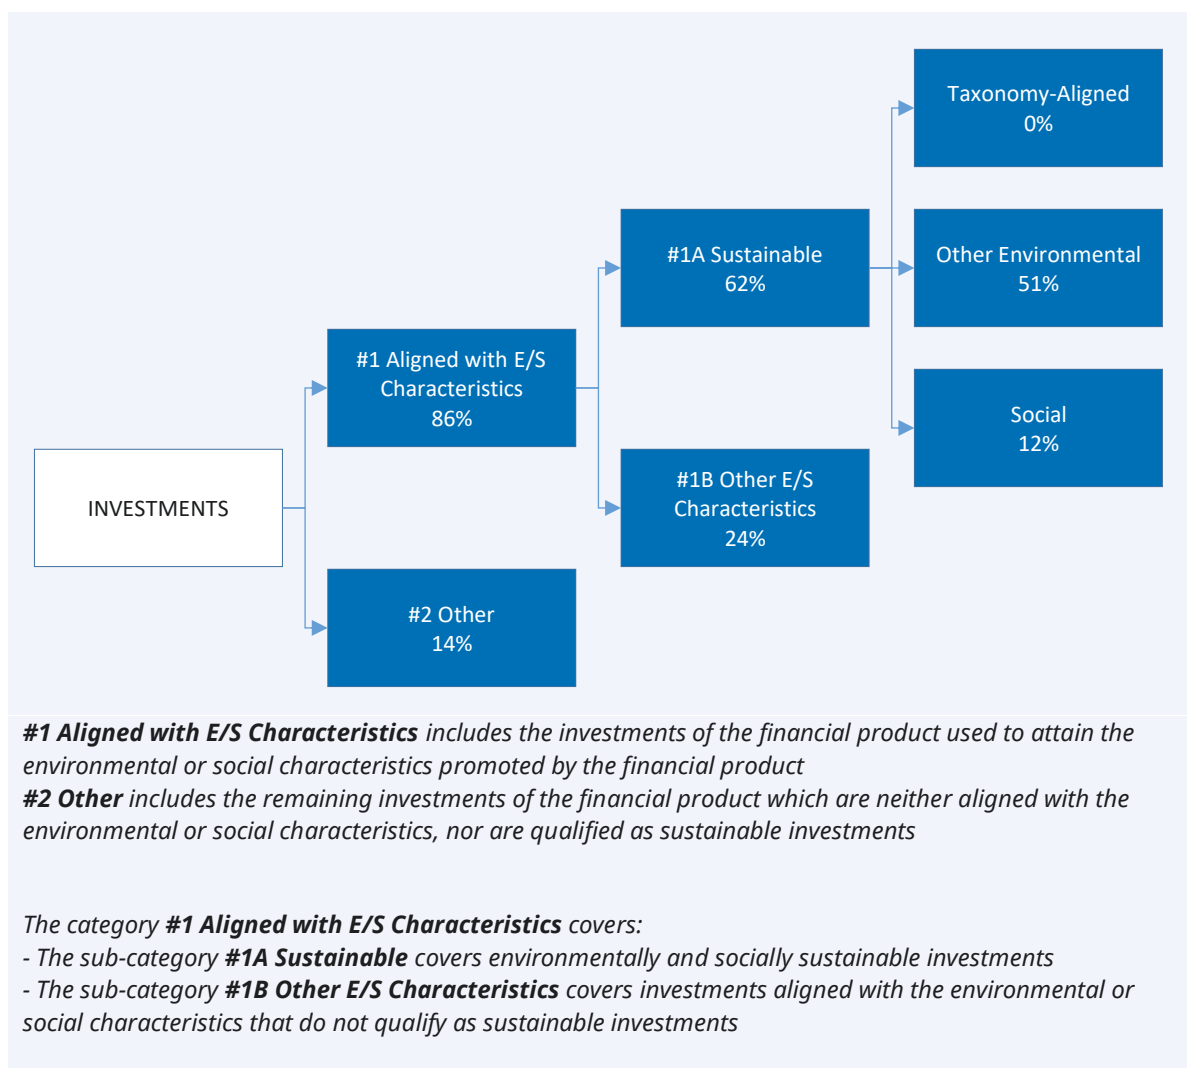 Taxonomy-Aligned
0%
#1A Sustainable
62%
Other Environmental
51%
#1 Aligned with E/S
Characteristics
86%
Social
12%
INVESTMENTS
#1B Other E/S
Characteristics
24%
#2 Other
14%
#1 Aligned with E/S Characteristics includes the investments of the financial product used to attain the
environmental or social characteristics promoted by the financial product
#2 Other includes the remaining investments of the financial product which are neither aligned with the
environmental or social characteristics, nor are qualified as sustainable investments
The category #1 Aligned with E/S Characteristics covers:
- The sub-category #1A Sustainable covers environmentally and socially sustainable investments
- The sub-category #1B Other E/S Characteristics covers investments aligned with the environmental or
social characteristics that do not qualify as sustainable investments